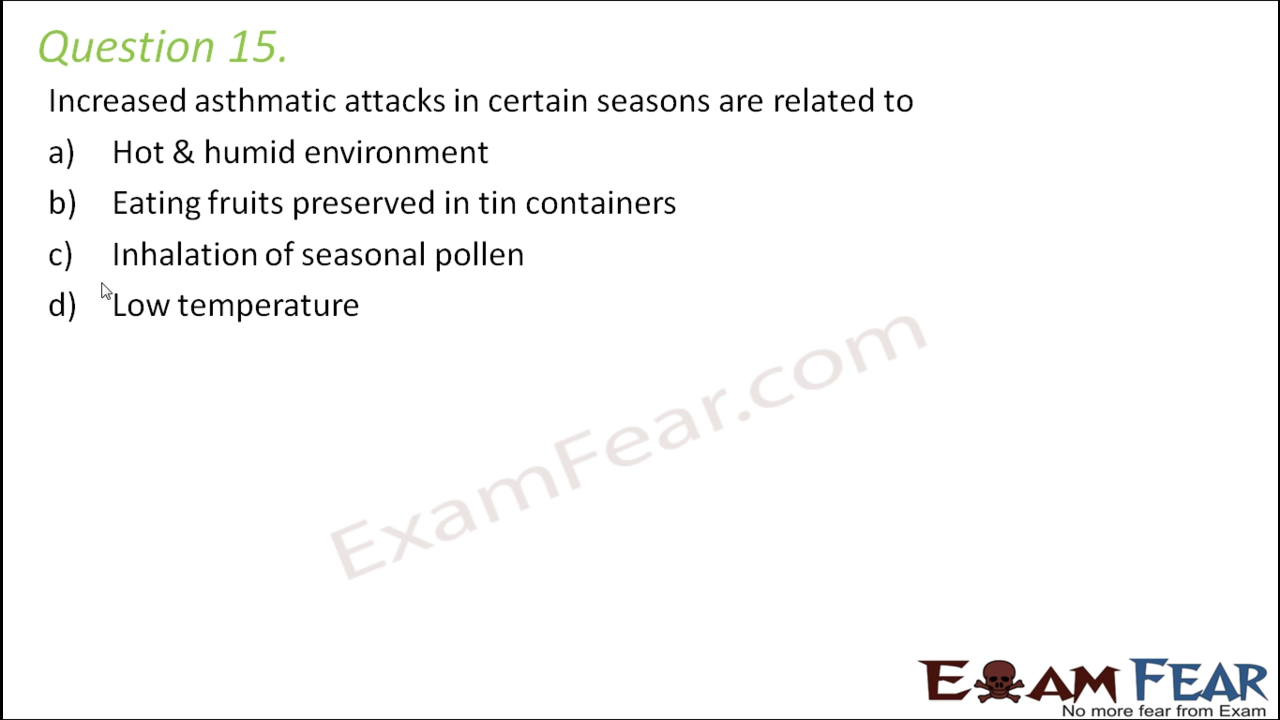 Question 15.
Increased asthmatic attacks in certain seasons are related to
a) Hot & humid environment
b) Eating fruits preserved in tin containers
c) Inhalation of seasonal pollen
d) Low temperature
ExamFear.com
EXAM FEAR
No more fear from Exam